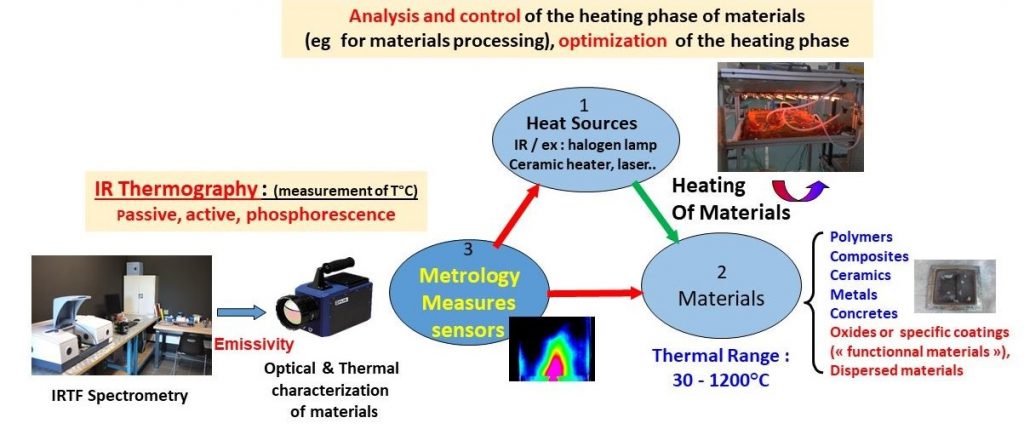 Analysis and control of the heating phase of materials
(eg for materials processing), optimization of the heating phase
1
Heat Sources
IR / ex : halogen lamp
Ceramic heater, laser..
IR Thermography : (measurement of T°C)
Passive, active, phosphorescence
Heating
Of Materials
3
Metrology
Measures
sensors
2
Materials
Polymers
Composites
Ceramics
Metals
Concretes
Oxides or specific coatings
(« functionnal materials »),
Dispersed materials
Thermal Range :
30 - 1200°C
Emissivity
Optical & Thermal
characterization
of materials
IRTF Spectrometry